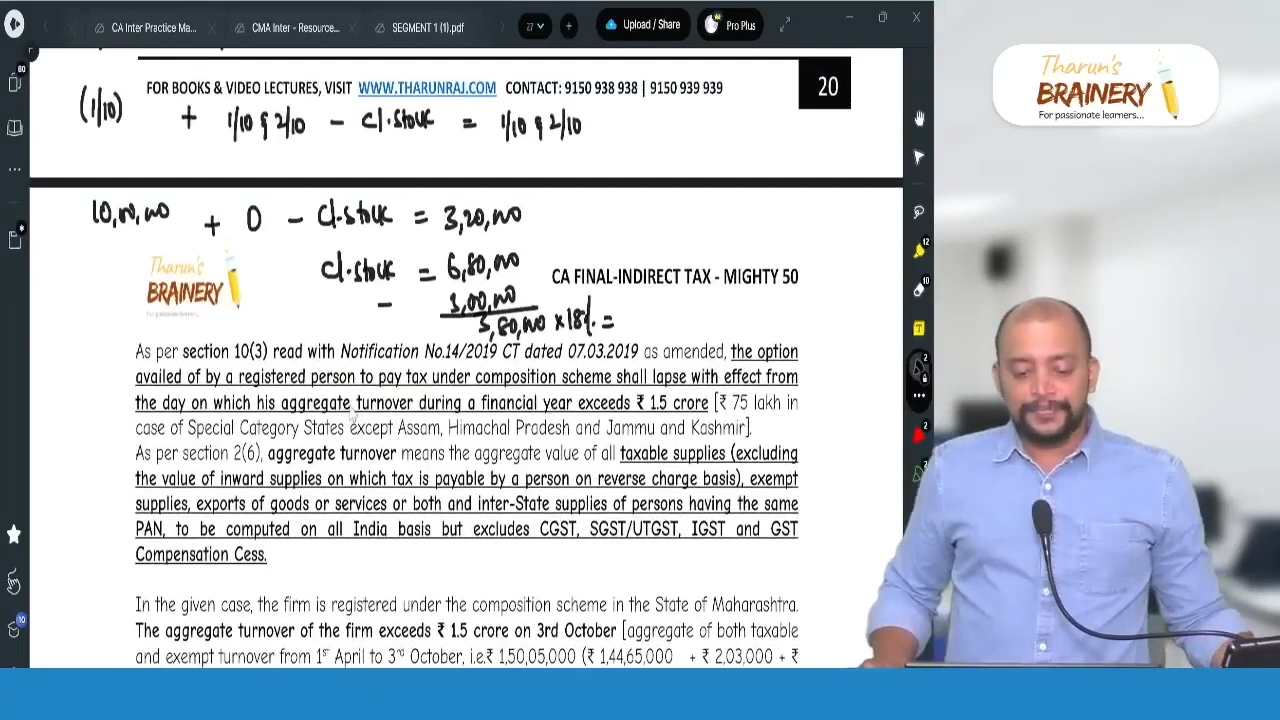 CA Inter Practice Ma...
CMA Inter - Resource...
SEGMENT 1 (1).pdf
27
Upload / Share
Pro Plus
FOR BOOKS & VIDEO LECTURES, VISIT WWW.THARUNRAJ.COM CONTACT: 9150 938 938 | 9150 939 939
20
(1/10) + 1/10 & 2/10 - Cl.stock = 1/10 & 2/10
10,00,000 + 0 - Cl.stock = 3,20,000
Cl.stock = 6,80,000
- 3,00,000
3,80,000 x 18% =
Tharun's
BRAINERY
CA FINAL-INDIRECT TAX - MIGHTY 50
As per section 10(3) read with Notification No.14/2019 CT dated 07.03.2019 as amended, the option
availed of by a registered person to pay tax under composition scheme shall lapse with effect from
the day on which his aggregate turnover during a financial year exceeds ₹ 1.5 crore [₹ 75 lakh in
case of Special Category States except Assam, Himachal Pradesh and Jammu and Kashmir].
As per section 2(6), aggregate turnover means the aggregate value of all taxable supplies (excluding
the value of inward supplies on which tax is payable by a person on reverse charge basis), exempt
supplies, exports of goods or services or both and inter-State supplies of persons having the same
PAN, to be computed on all India basis but excludes CGST, SGST/UTGST, IGST and GST
Compensation Cess.
In the given case, the firm is registered under the composition scheme in the State of Maharashtra.
The aggregate turnover of the firm exceeds ₹ 1.5 crore on 3rd October [aggregate of both taxable
and exempt turnover from 1st April to 3rd October, i.e.₹ 1,50,05,000 (₹ 1,44,65,000 + ₹ 2,03,000 + ₹
Tharun's
BRAINERY
For passionate learners...